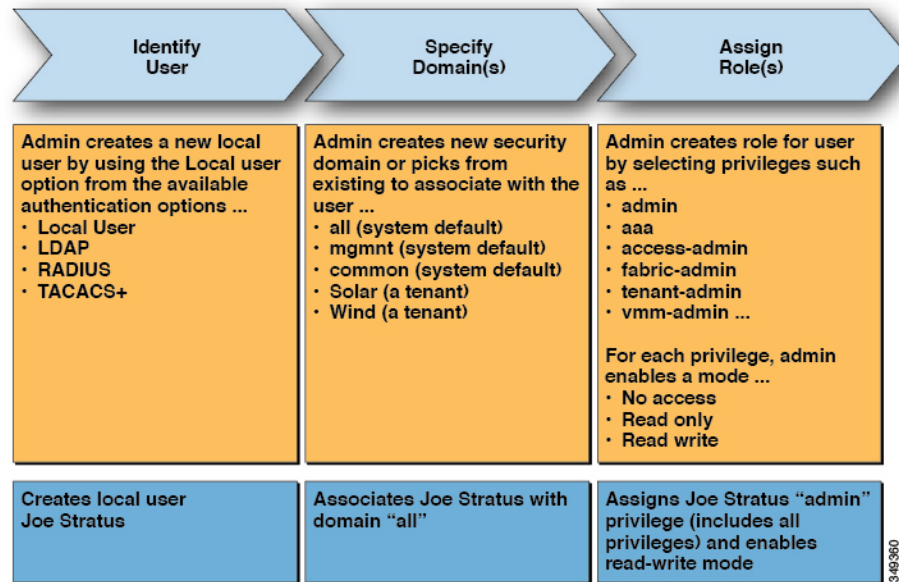 Identify
User
Specify
Domain(s)
Assign
Role(s)
Admin creates a new local
user by using the Local user
option from the available
authentication options ...
• Local User
• LDAP
• RADIUS
• TACACS+
Admin creates new security
domain or picks from
existing to associate with the
user ...
• all (system default)
• mgmnt (system default)
• common (system default)
• Solar (a tenant)
• Wind (a tenant)
Admin creates role for user
by selecting privileges such
as ...
• admin
• aaa
• access-admin
• fabric-admin
• tenant-admin
• vmm-admin ...
For each privilege, admin
enables a mode ...
• No access
• Read only
• Read write
Creates local user
Joe Stratus
Associates Joe Stratus with
domain “all”
Assigns Joe Stratus “admin”
privilege (includes all
privileges) and enables
read-write mode
349360